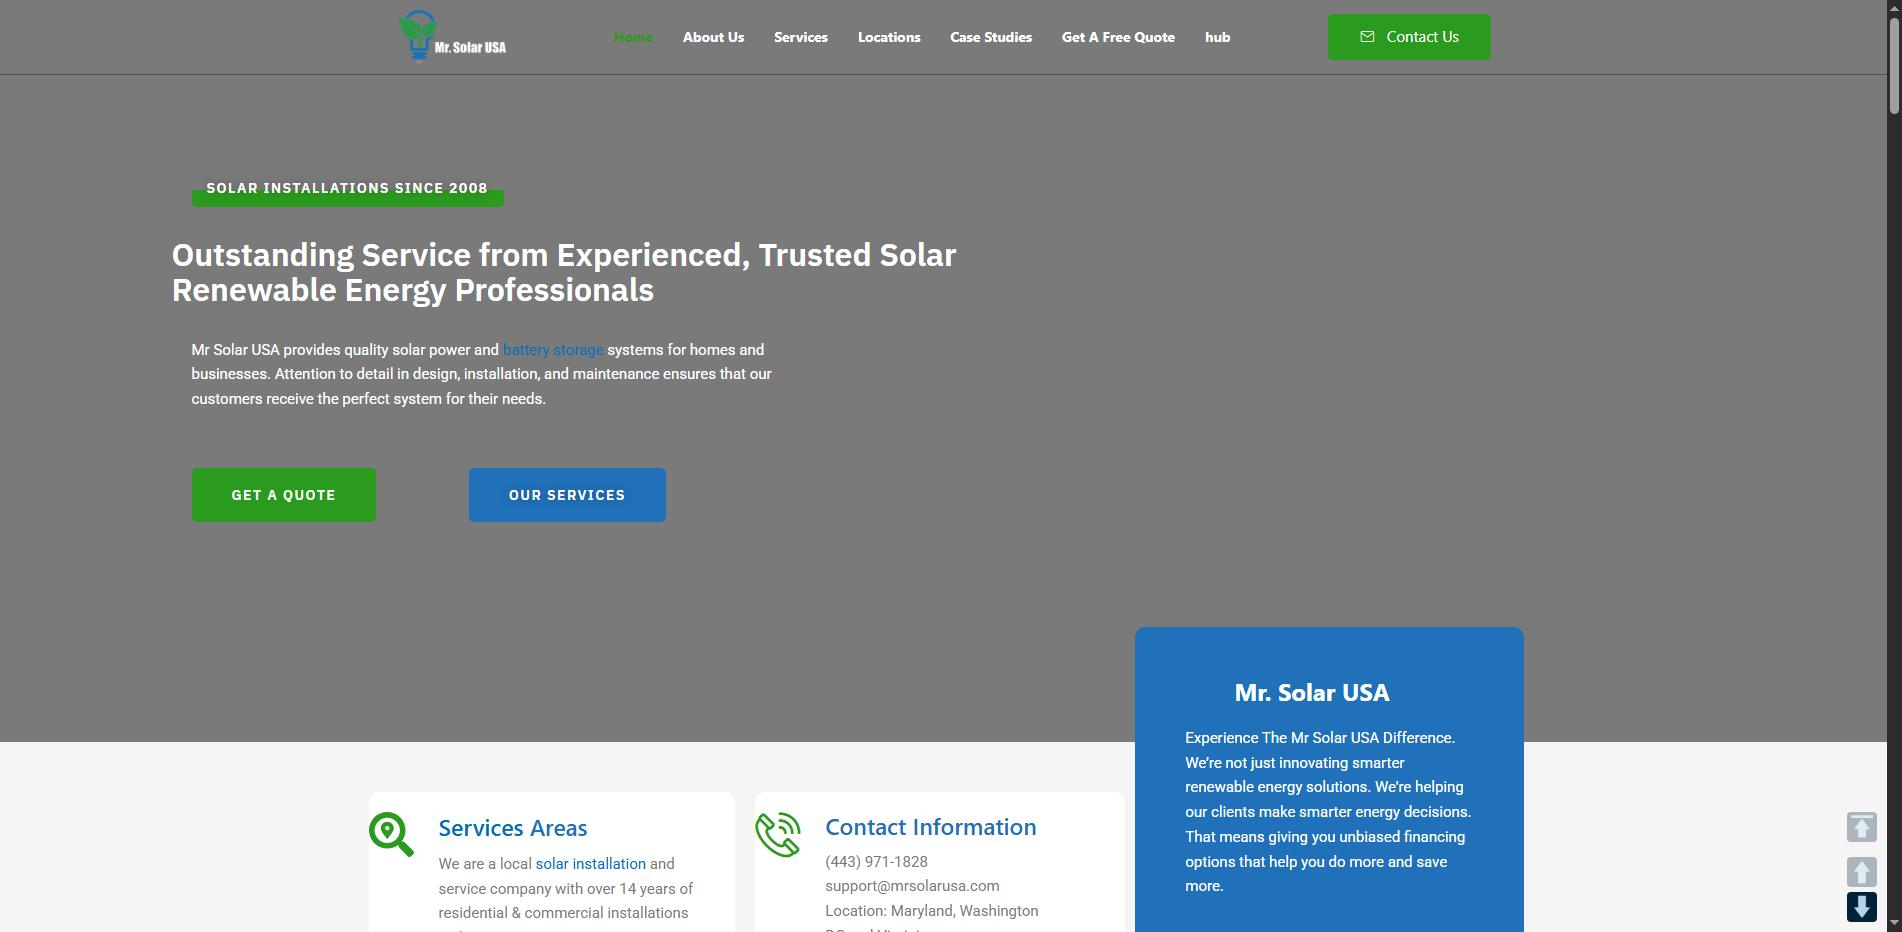 Mr. Solar USA
Home
About Us
Services
Locations
Case Studies
Get A Free Quote
hub
Contact Us
SOLAR INSTALLATIONS SINCE 2008
Outstanding Service from Experienced, Trusted Solar
Renewable Energy Professionals
Mr Solar USA provides quality solar power and battery storage systems for homes and
businesses. Attention to detail in design, installation, and maintenance ensures that our
customers receive the perfect system for their needs.
GET A QUOTE
OUR SERVICES
Services Areas
We are a local solar installation and
service company with over 14 years of
residential & commercial installations
Contact Information
(443) 971-1828
support@mrsolarusa.com
Location: Maryland, Washington
Mr. Solar USA
Experience The Mr Solar USA Difference.
We're not just innovating smarter
renewable energy solutions. We're helping
our clients make smarter energy decisions.
That means giving you unbiased financing
options that help you do more and save
more.